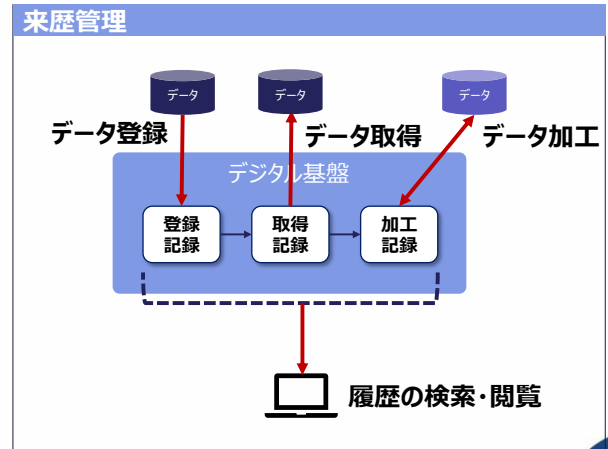 来歴管理
データ
データ
データ
データ登録
データ取得
データ加工
デジタル基盤
登録
記録
取得
記録
加工
記録
履歴の検索・閲覧